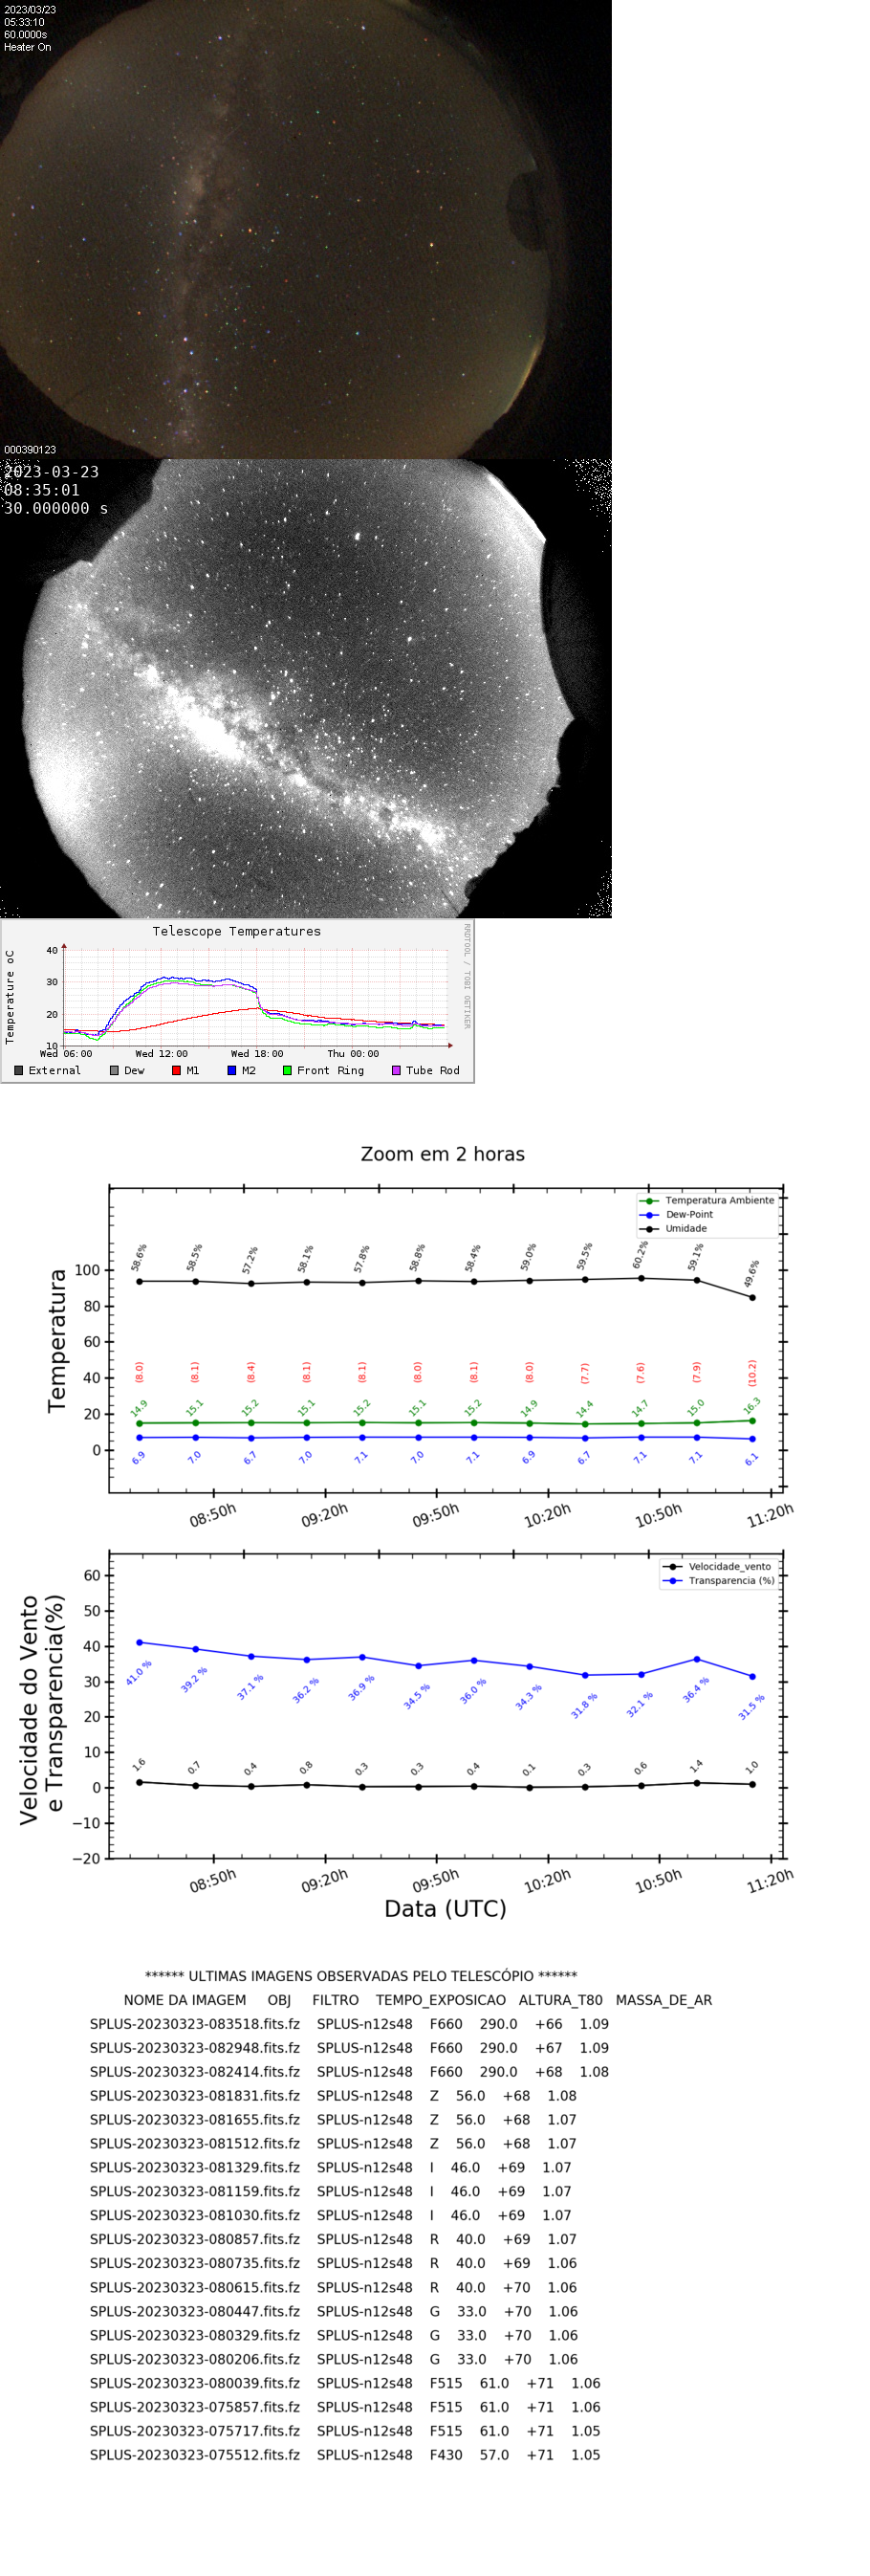 2023/03/23
05:33:10
60.0000s
Heater On
000390123
2023-03-23
08:35:01
30.000000 s
Telescope Temperatures
Temperature oC
RRDTOOL / TOBI OETIKER
40
30
20
10
Wed 06:00 Wed 12:00 Wed 18:00 Thu 00:00
External Dew M1 M2 Front Ring Tube Rod
Zoom em 2 horas
Temperatura Ambiente
Dew-Point
Umidade
Temperatura
100
80
60
40
20
0
58.6% 58.5% 57.2% 58.1% 57.8% 58.8% 58.4% 59.0% 59.5% 60.2% 59.1% 49.6%
(8.0) (8.1) (8.4) (8.1) (8.1) (8.0) (8.1) (8.0) (7.7) (7.6) (7.9) (10.2)
14.9 15.1 15.2 15.1 15.2 15.1 15.2 14.9 14.4 14.7 15.0 16.3
6.9 7.0 6.7 7.0 7.1 7.0 7.1 6.9 6.7 7.1 7.1 6.1
08:50h 09:20h 09:50h 10:20h 10:50h 11:20h
Velocidade_vento
Transparencia (%)
Velocidade do Vento
e Transparencia(%)
60
50
40
30
20
10
0
−10
−20
41.0 % 39.2 % 37.1 % 36.2 % 36.9 % 34.5 % 36.0 % 34.3 % 31.8 % 32.1 % 36.4 % 31.5 %
1.6 0.7 0.4 0.8 0.3 0.3 0.4 0.1 0.3 0.6 1.4 1.0
08:50h 09:20h 09:50h 10:20h 10:50h 11:20h
Data (UTC)
****** ULTIMAS IMAGENS OBSERVADAS PELO TELESCÓPIO ******
NOME DA IMAGEM OBJ FILTRO TEMPO_EXPOSICAO ALTURA_T80 MASSA_DE_AR
SPLUS-20230323-083518.fits.fz SPLUS-n12s48 F660 290.0 +66 1.09
SPLUS-20230323-082948.fits.fz SPLUS-n12s48 F660 290.0 +67 1.09
SPLUS-20230323-082414.fits.fz SPLUS-n12s48 F660 290.0 +68 1.08
SPLUS-20230323-081831.fits.fz SPLUS-n12s48 Z 56.0 +68 1.08
SPLUS-20230323-081655.fits.fz SPLUS-n12s48 Z 56.0 +68 1.07
SPLUS-20230323-081512.fits.fz SPLUS-n12s48 Z 56.0 +68 1.07
SPLUS-20230323-081329.fits.fz SPLUS-n12s48 I 46.0 +69 1.07
SPLUS-20230323-081159.fits.fz SPLUS-n12s48 I 46.0 +69 1.07
SPLUS-20230323-081030.fits.fz SPLUS-n12s48 I 46.0 +69 1.07
SPLUS-20230323-080857.fits.fz SPLUS-n12s48 R 40.0 +69 1.07
SPLUS-20230323-080735.fits.fz SPLUS-n12s48 R 40.0 +69 1.06
SPLUS-20230323-080615.fits.fz SPLUS-n12s48 R 40.0 +70 1.06
SPLUS-20230323-080447.fits.fz SPLUS-n12s48 G 33.0 +70 1.06
SPLUS-20230323-080329.fits.fz SPLUS-n12s48 G 33.0 +70 1.06
SPLUS-20230323-080206.fits.fz SPLUS-n12s48 G 33.0 +70 1.06
SPLUS-20230323-080039.fits.fz SPLUS-n12s48 F515 61.0 +71 1.06
SPLUS-20230323-075857.fits.fz SPLUS-n12s48 F515 61.0 +71 1.06
SPLUS-20230323-075717.fits.fz SPLUS-n12s48 F515 61.0 +71 1.05
SPLUS-20230323-075512.fits.fz SPLUS-n12s48 F430 57.0 +71 1.05